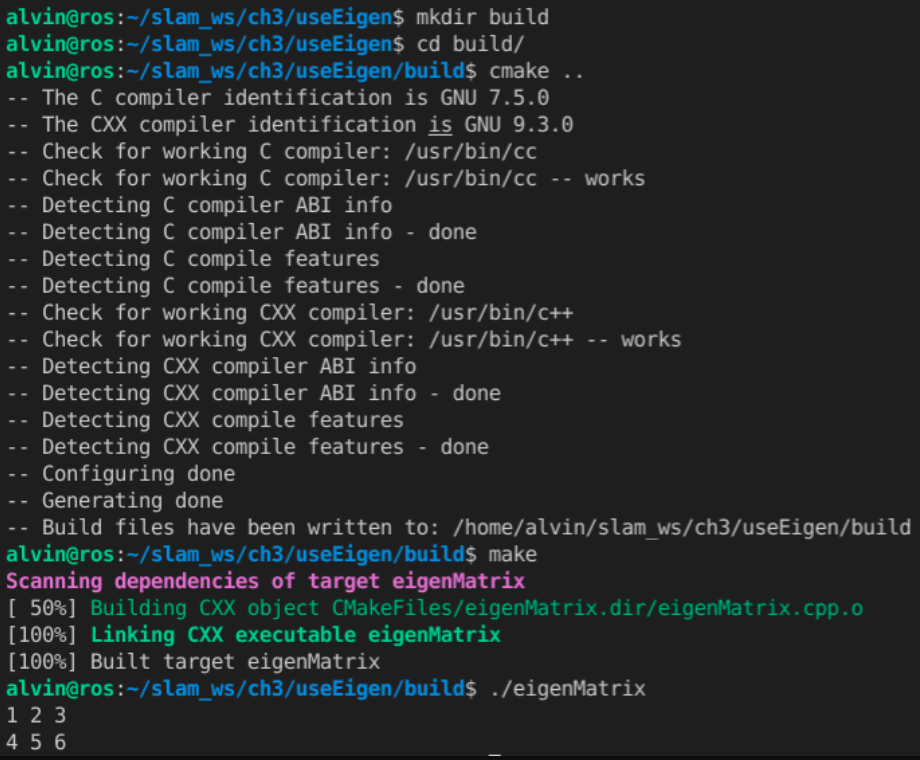 alvin@ros:~/slam_ws/ch3/useEigen$ mkdir build
alvin@ros:~/slam_ws/ch3/useEigen$ cd build/
alvin@ros:~/slam_ws/ch3/useEigen/build$ cmake ..
-- The C compiler identification is GNU 7.5.0
-- The CXX compiler identification is GNU 9.3.0
-- Check for working C compiler: /usr/bin/cc
-- Check for working C compiler: /usr/bin/cc -- works
-- Detecting C compiler ABI info
-- Detecting C compiler ABI info - done
-- Detecting C compile features
-- Detecting C compile features - done
-- Check for working CXX compiler: /usr/bin/c++
-- Check for working CXX compiler: /usr/bin/c++ -- works
-- Detecting CXX compiler ABI info
-- Detecting CXX compiler ABI info - done
-- Detecting CXX compile features
-- Detecting CXX compile features - done
-- Configuring done
-- Generating done
-- Build files have been written to: /home/alvin/slam_ws/ch3/useEigen/build
alvin@ros:~/slam_ws/ch3/useEigen/build$ make
Scanning dependencies of target eigenMatrix
[ 50%] Building CXX object CMakeFiles/eigenMatrix.dir/eigenMatrix.cpp.o
[100%] Linking CXX executable eigenMatrix
[100%] Built target eigenMatrix
alvin@ros:~/slam_ws/ch3/useEigen/build$ ./eigenMatrix
1 2 3
4 5 6